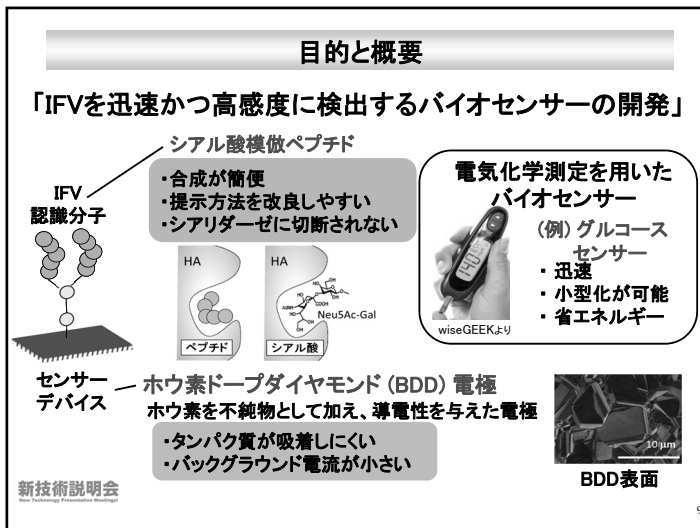 目的と概要
「IFVを迅速かつ高感度に検出するバイオセンサーの開発」
シアル酸模倣ペプチド
・合成が簡便
・提示方法を改良しやすい
・シアリダーゼに切断されない
IFV
認識分子
HA
ペプチド
HA
AcHN
HO
OH
COOH
Neu5Ac-Gal
シアル酸
電気化学測定を用いた
バイオセンサー
(例) グルコース
センサー
・ 迅速
・ 小型化が可能
・ 省エネルギー
140
wiseGEEKより
センサー
デバイス
ホウ素ドープダイヤモンド (BDD) 電極
ホウ素を不純物として加え、導電性を与えた電極
・タンパク質が吸着しにくい
・バックグラウンド電流が小さい
10 μm
BDD表面
新技術説明会
New Technology Presentation Meetings!